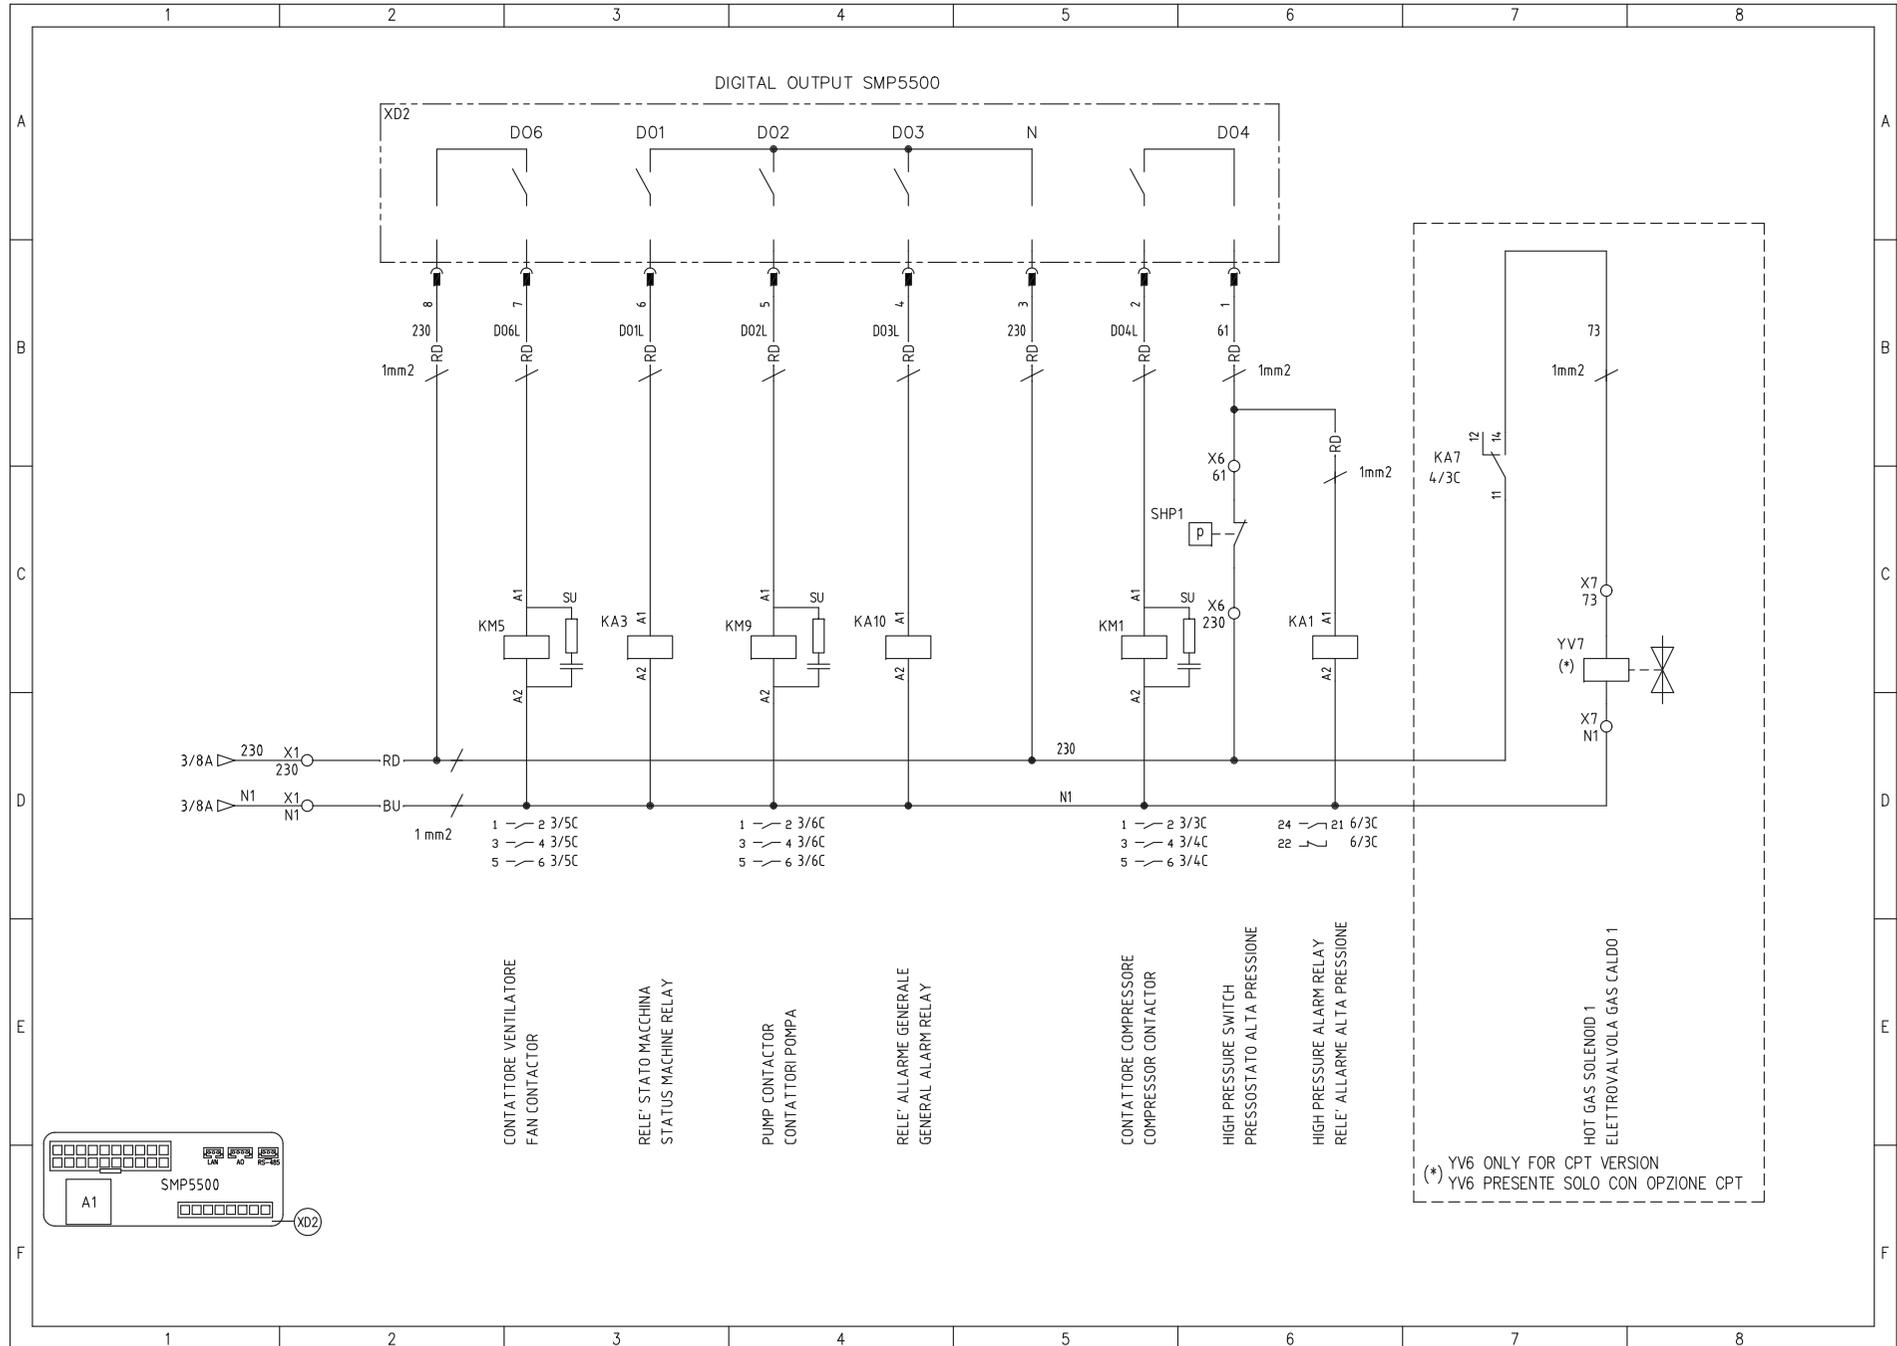 1 2 3 4 5 6 7 8
DIGITAL OUTPUT SMP5500
A A
XD2
DO6 DO1 DO2 DO3 N DO4
8 7 6 5 4 3 2 1
B B
230 DO6L DO1L DO2L DO3L 230 DO4L 61 73
RD RD RD RD RD RD RD RD
1mm2 1mm2 1mm2
RD
12 14
KA7
4/3C
11
X6
61
1mm2
SHP1
P
C C
A1 SU A1 A1 SU A1 A1 SU A1
X6
230
X7
73
KM5 KA3 KM9 KA10 KM1 KA1
YV7
(*)
A2 A2 A2 A2 A2 A2
X7
N1
3/8A 230 X1
230
RD 230
D D
3/8A N1 X1
N1
BU N1
1 mm2
1 2 3/5C
3 4 3/5C
5 6 3/5C
1 2 3/6C
3 4 3/6C
5 6 3/6C
1 2 3/3C
3 4 3/4C
5 6 3/4C
24 21 6/3C
22 6/3C
E E
CONTATTORE VENTILATORE
FAN CONTACTOR
RELE' STATO MACCHINA
STATUS MACHINE RELAY
PUMP CONTACTOR
CONTATTORI POMPA
RELE' ALLARME GENERALE
GENERAL ALARM RELAY
CONTATTORE COMPRESSORE
COMPRESSOR CONTACTOR
HIGH PRESSURE SWITCH
PRESSOSTATO ALTA PRESSIONE
HIGH PRESSURE ALARM RELAY
RELE' ALLARME ALTA PRESSIONE
HOT GAS SOLENOID 1
ELETTROVALVOLA GAS CALDO 1
(*) YV6 ONLY FOR CPT VERSION
YV6 PRESENTE SOLO CON OPZIONE CPT
LAN AO RS-485
SMP5500
A1
XD2
F F
1 2 3 4 5 6 7 8